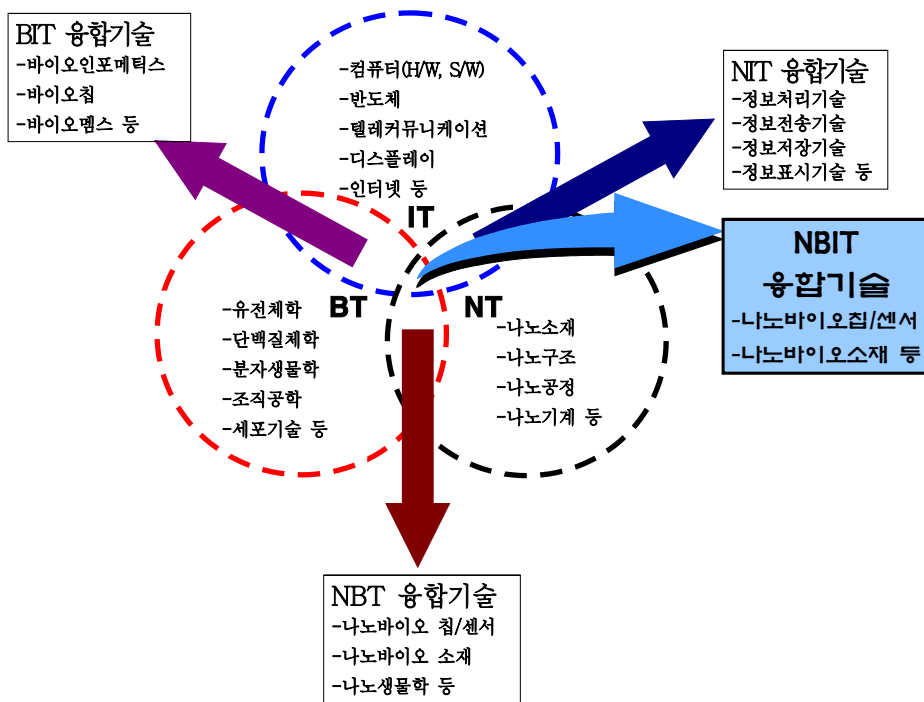 BIT 융합기술
-바이오인포메틱스
-바이오칩
-바이오멤스 등
-컴퓨터(H/W, S/W)
-반도체
-텔레커뮤니케이션
-디스플레이
-인터넷 등
IT
NIT 융합기술
-정보처리기술
-정보전송기술
-정보저장기술
-정보표시기술 등
NBIT
융합기술
-나노바이오칩/센서
-나노바이오소재 등
BT
-유전체학
-단백질체학
-분자생물학
-조직공학
-세포기술 등
NT
-나노소재
-나노구조
-나노공정
-나노기계 등
NBT 융합기술
-나노바이오 칩/센서
-나노바이오 소재
-나노생물학 등